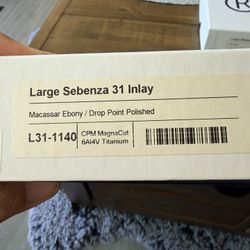 Large Sebenza 31 Inlay
Macassar Ebony / Drop Point Polished
L31-1140
CPM MagnaCut
6Al4V Titanium